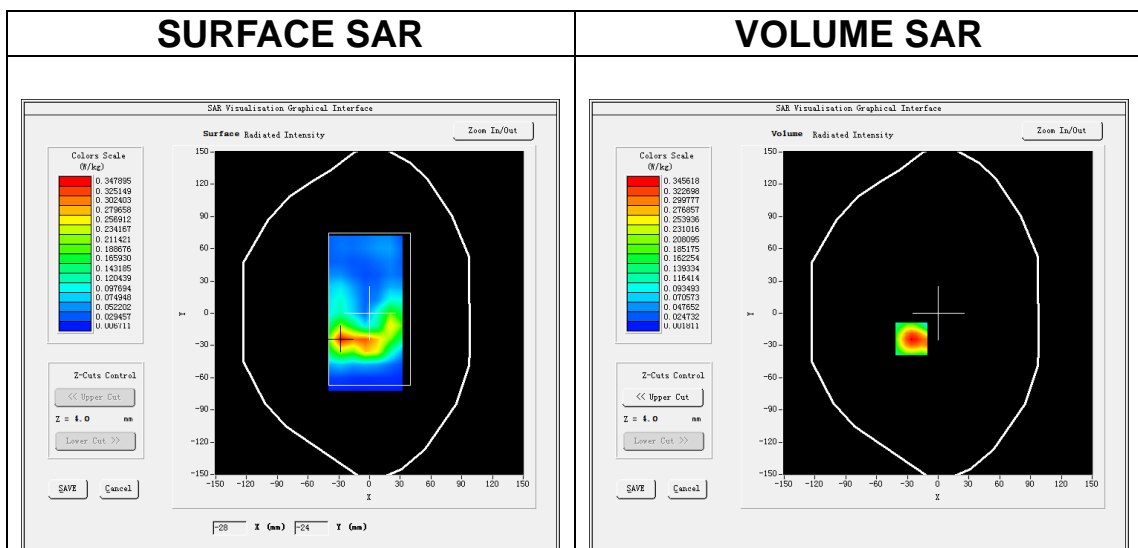 SURFACE SAR
VOLUME SAR
SAR Visualisation Graphical Interface
Surface Radiated Intensity
Zoom In/Out
Colors Scale
(W/kg)
0.347895
0.325149
0.302403
0.279658
0.256912
0.234167
0.211421
0.188676
0.165930
0.143185
0.120439
0.097694
0.074948
0.052202
0.029457
0.006711
150
120
90
60
30
0
-30
-60
-90
-120
-150
Y
-150 -120 -90 -60 -30 0 30 60 90 120 150
X
Z-Cuts Control
<< Upper Cut
Z = 4.0 mm
Lower Cut >>
SAVE Cancel
-28 X (mm) -24 Y (mm)
SAR Visualisation Graphical Interface
Volume Radiated Intensity
Zoom In/Out
Colors Scale
(W/kg)
0.345618
0.322698
0.299777
0.276857
0.253936
0.231016
0.208095
0.185175
0.162254
0.139334
0.116414
0.093493
0.070573
0.047652
0.024732
0.001811
150
120
90
60
30
0
-30
-60
-90
-120
-150
Y
-150 -120 -90 -60 -30 0 30 60 90 120 150
X
Z-Cuts Control
<< Upper Cut
Z = 4.0 mm
Lower Cut >>
SAVE Cancel